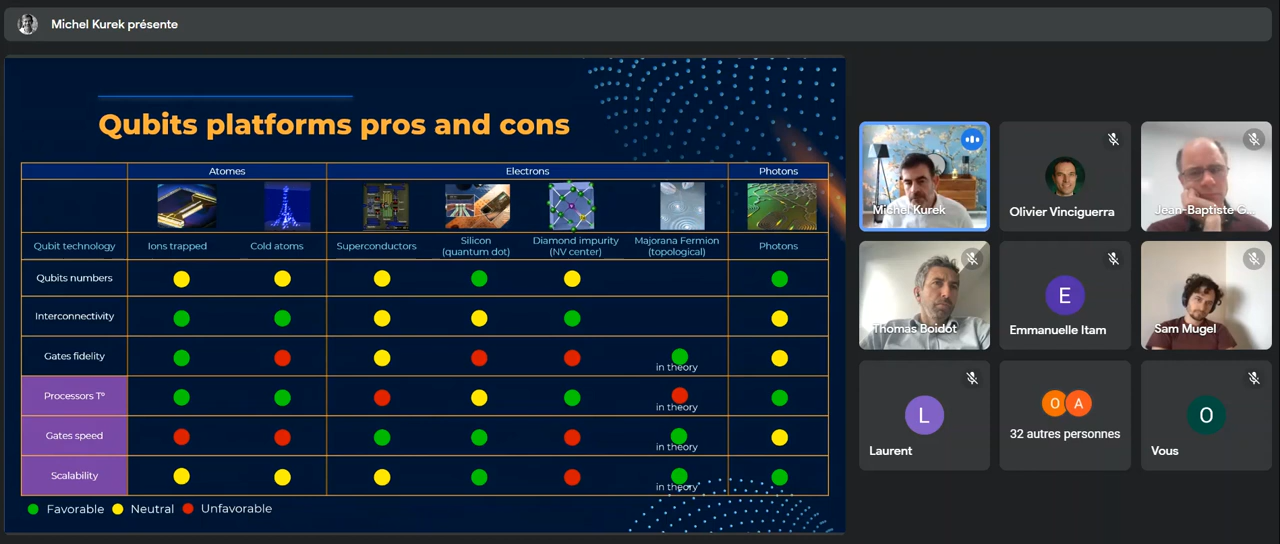 Michel Kurek présente
Qubits platforms pros and cons
Atomes
Electrons
Photons
Qubit technology
Ions trapped
Cold atoms
Superconductors
Silicon
(quantum dot)
Diamond impurity
(NV center)
Majorana Fermion
(topological)
Photons
Qubits numbers
Interconnectivity
Gates fidelity
in theory
Processors T°
in theory
Gates speed
in theory
Scalability
in theory
Favorable
Neutral
Unfavorable
Michel Kurek
Olivier Vinciguerra
Jean-Baptiste G...
Thomas Boidot
E
Emmanuelle Itam
Sam Mugel
L
Laurent
O A
32 autres personnes
O
Vous